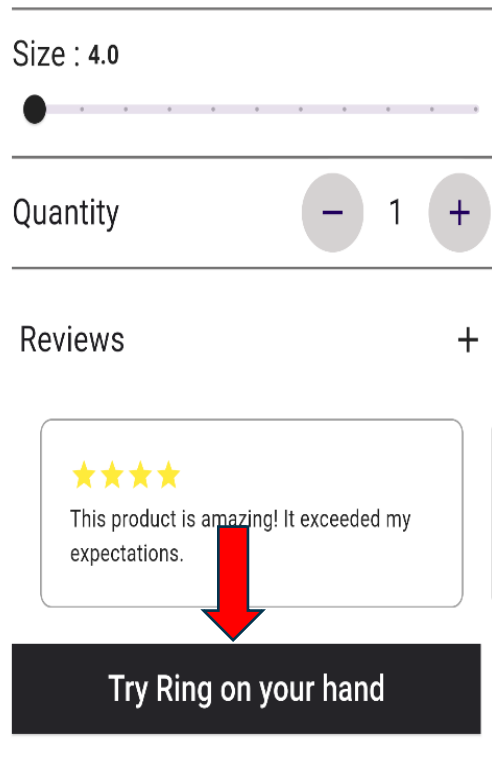 Size : 4.0
Quantity
− 1 +
Reviews +
This product is amazing! It exceeded my
expectations.
Try Ring on your hand